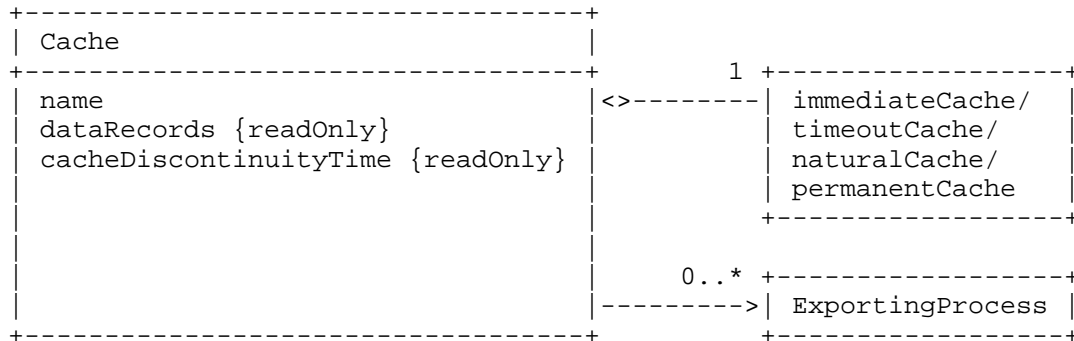 Cache
1
name
<>
immediateCache/
dataRecords {readOnly}
timeoutCache/
cacheDiscontinuityTime {readOnly}
naturalCache/
permanentCache
0..*
ExportingProcess